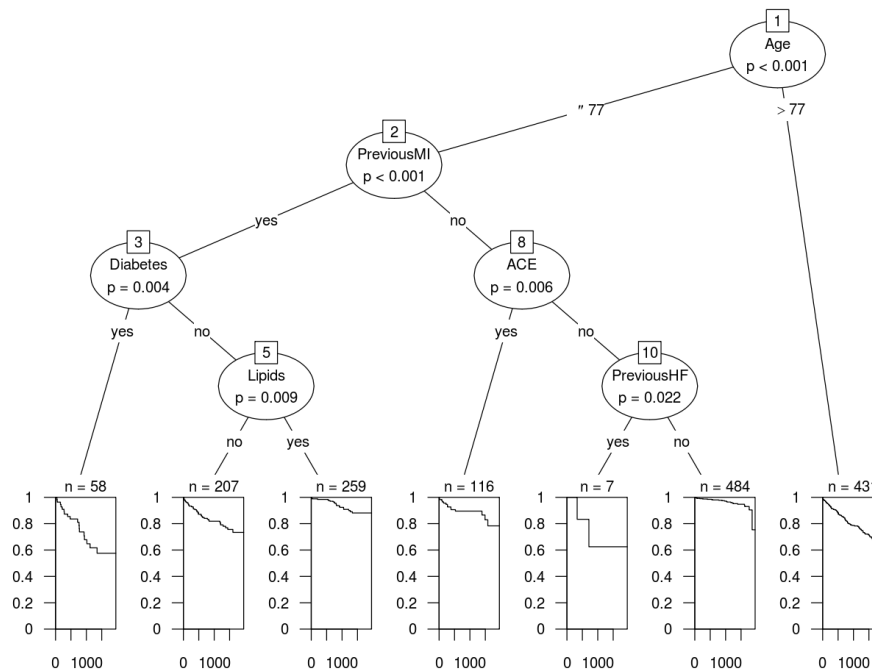 1
Age
p < 0.001
″ 77
> 77
2
PreviousMI
p < 0.001
yes
no
3
Diabetes
p = 0.004
8
ACE
p = 0.006
yes
no
yes
no
5
Lipids
p = 0.009
10
PreviousHF
p = 0.022
no
yes
yes
no
n = 58
n = 207
n = 259
n = 116
n = 7
n = 484
n = 431
1 1 1 1 1 1 1
0.8 0.8 0.8 0.8 0.8 0.8 0.8
0.6 0.6 0.6 0.6 0.6 0.6 0.6
0.4 0.4 0.4 0.4 0.4 0.4 0.4
0.2 0.2 0.2 0.2 0.2 0.2 0.2
0 0 0 0 0 0 0
0 1000 0 1000 0 1000 0 1000 0 1000 0 1000 0 1000